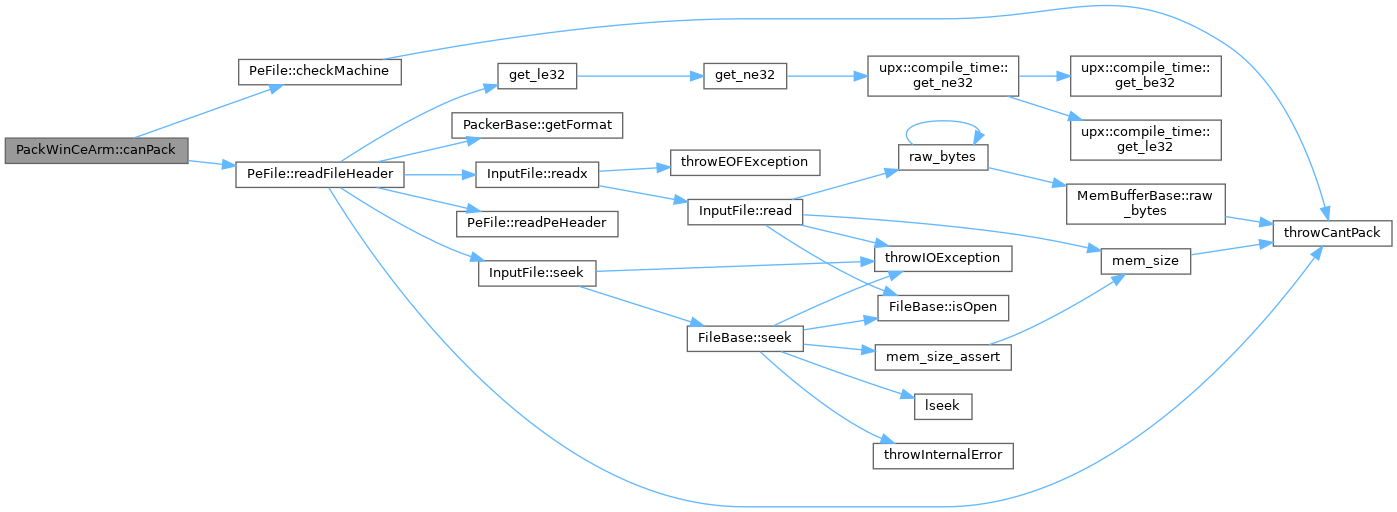 PackWinCeArm::canPack
PeFile::checkMachine
PeFile::readFileHeader
get_le32
PackerBase::getFormat
InputFile::readx
PeFile::readPeHeader
InputFile::seek
get_ne32
throwEOFException
InputFile::read
FileBase::seek
upx::compile_time::
get_ne32
raw_bytes
throwIOException
FileBase::isOpen
mem_size_assert
lseek
throwInternalError
upx::compile_time::
get_be32
upx::compile_time::
get_le32
MemBufferBase::raw
_bytes
mem_size
throwCantPack